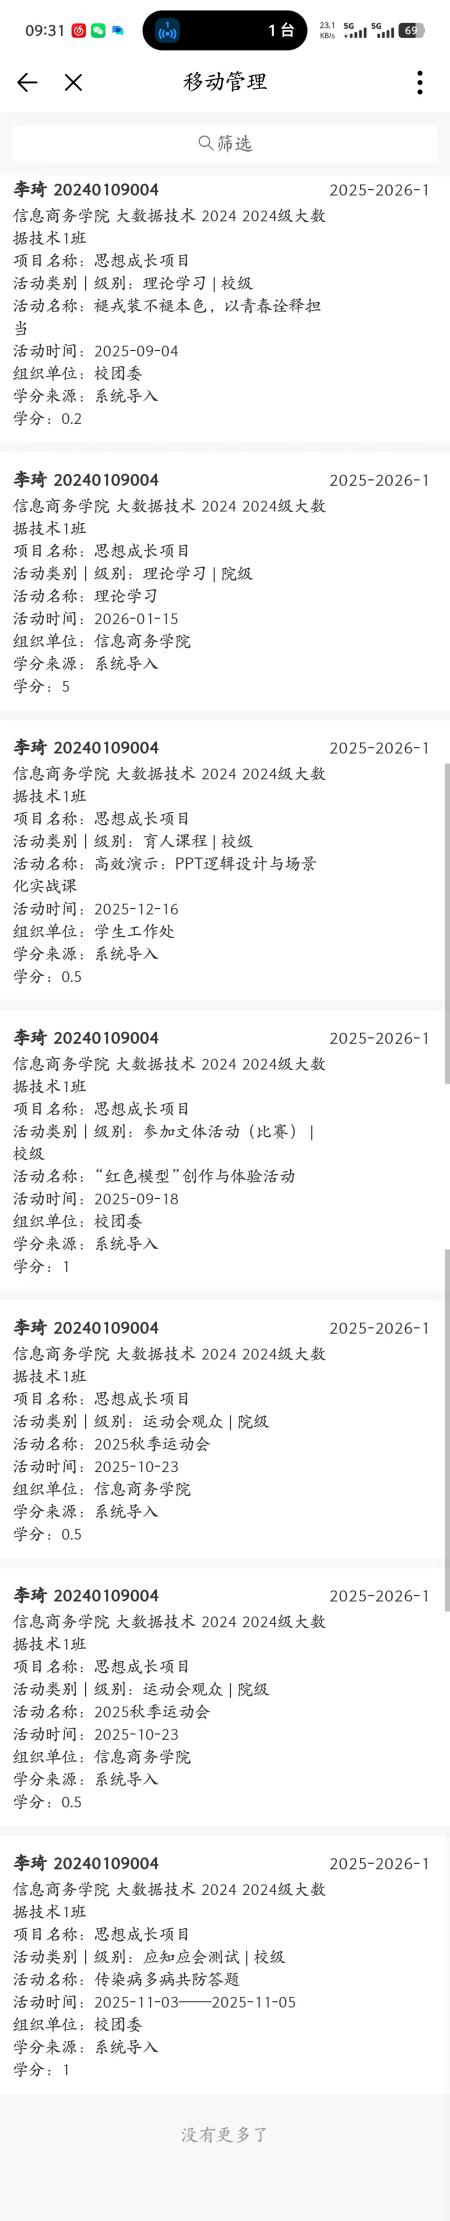 09:31
1
1 台
23.1 KB/s 5G 5G 69
移动管理
筛选
李琦 20240109004 2025-2026-1
信息商务学院 大数据技术 2024 2024级大数
据技术1班
项目名称：思想成长项目
活动类别 | 级别：理论学习 | 校级
活动名称：褪戎装不褪本色，以青春诠释担
当
活动时间：2025-09-04
组织单位：校团委
学分来源：系统导入
学分：0.2
李琦 20240109004 2025-2026-1
信息商务学院 大数据技术 2024 2024级大数
据技术1班
项目名称：思想成长项目
活动类别 | 级别：理论学习 | 院级
活动名称：理论学习
活动时间：2026-01-15
组织单位：信息商务学院
学分来源：系统导入
学分：5
李琦 20240109004 2025-2026-1
信息商务学院 大数据技术 2024 2024级大数
据技术1班
项目名称：思想成长项目
活动类别 | 级别：育人课程 | 校级
活动名称：高效演示：PPT逻辑设计与场景
化实战课
活动时间：2025-12-16
组织单位：学生工作处
学分来源：系统导入
学分：0.5
李琦 20240109004 2025-2026-1
信息商务学院 大数据技术 2024 2024级大数
据技术1班
项目名称：思想成长项目
活动类别 | 级别：参加文体活动（比赛） |
校级
活动名称：“红色模型”创作与体验活动
活动时间：2025-09-18
组织单位：校团委
学分来源：系统导入
学分：1
李琦 20240109004 2025-2026-1
信息商务学院 大数据技术 2024 2024级大数
据技术1班
项目名称：思想成长项目
活动类别 | 级别：运动会观众 | 院级
活动名称：2025秋季运动会
活动时间：2025-10-23
组织单位：信息商务学院
学分来源：系统导入
学分：0.5
李琦 20240109004 2025-2026-1
信息商务学院 大数据技术 2024 2024级大数
据技术1班
项目名称：思想成长项目
活动类别 | 级别：运动会观众 | 院级
活动名称：2025秋季运动会
活动时间：2025-10-23
组织单位：信息商务学院
学分来源：系统导入
学分：0.5
李琦 20240109004 2025-2026-1
信息商务学院 大数据技术 2024 2024级大数
据技术1班
项目名称：思想成长项目
活动类别 | 级别：应知应会测试 | 校级
活动名称：传染病多病共防答题
活动时间：2025-11-03——2025-11-05
组织单位：校团委
学分来源：系统导入
学分：1
没有更多了